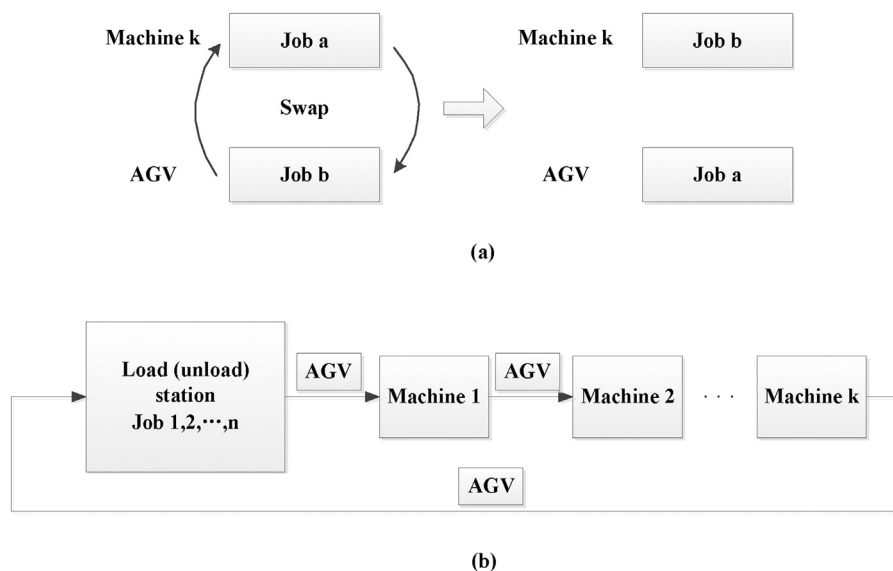 Machine k
Job a
Machine k
Job b
Swap
AGV
Job b
AGV
Job a
(a)
Load (unload)
station
Job 1,2,···,n
AGV
Machine 1
AGV
Machine 2
· · ·
Machine k
AGV
(b)